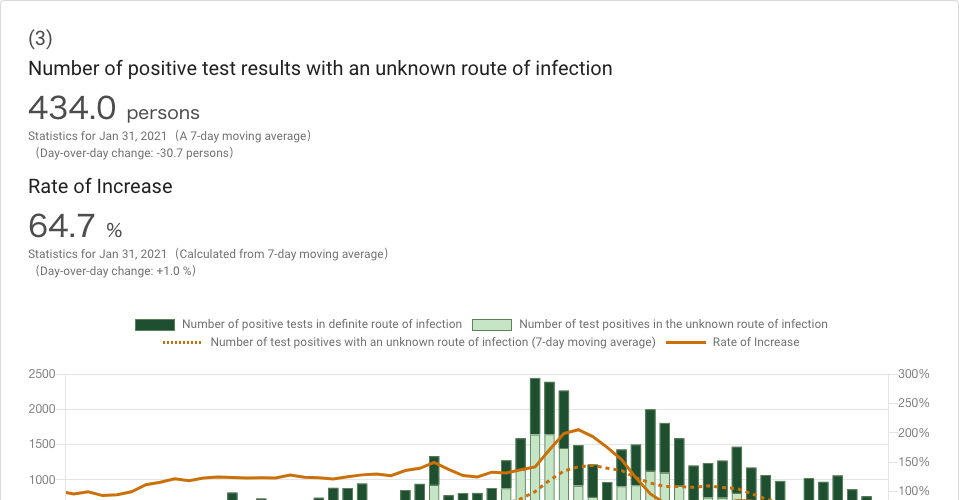 (3)
Number of positive test results with an unknown route of infection
434.0 persons
Statistics for Jan 31, 2021（A 7-day moving average）
（Day-over-day change: -30.7 persons）
Rate of Increase
64.7 %
Statistics for Jan 31, 2021（Calculated from 7-day moving average）
（Day-over-day change: +1.0 %）
Number of positive tests in definite route of infection Number of test positives in the unknown route of infection
Number of test positives with an unknown route of infection (7-day moving average) Rate of Increase
2500 300%
250%
2000
200%
1500
150%
1000
100%